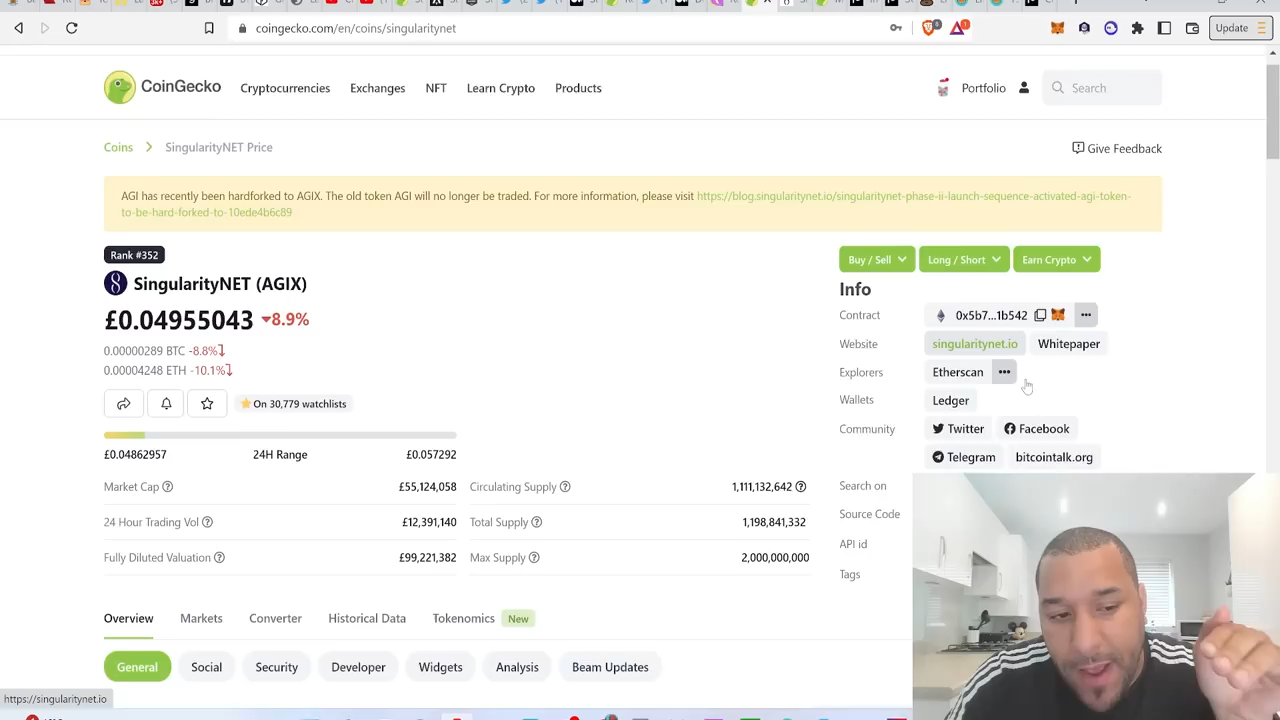 coingecko.com/en/coins/singularitynet
Update
CoinGecko
Cryptocurrencies
Exchanges
NFT
Learn Crypto
Products
Portfolio
Search
Coins
SingularityNET Price
Give Feedback
AGI has recently been hardforked to AGIX. The old token AGI will no longer be traded. For more information, please visit https://blog.singularitynet.io/singularitynet-phase-ii-launch-sequence-activated-agi-token-
to-be-hard-forked-to-10ede4b6c89
Rank #352
SingularityNET (AGIX)
£0.04955043 8.9%
0.00000289 BTC -8.8%
0.00004248 ETH -10.1%
On 30,779 watchlists
£0.04862957 24H Range £0.057292
Market Cap £55,124,058
Circulating Supply 1,111,132,642
24 Hour Trading Vol £12,391,140
Total Supply 1,198,841,332
Fully Diluted Valuation £99,221,382
Max Supply 2,000,000,000
Buy / Sell
Long / Short
Earn Crypto
Info
Contract 0x5b7...1b542
Website singularitynet.io Whitepaper
Explorers Etherscan
Wallets Ledger
Community Twitter Facebook
Telegram bitcointalk.org
Search on
Source Code
API id
Tags
Overview
Markets
Converter
Historical Data
Tokenomics New
General
Social
Security
Developer
Widgets
Analysis
Beam Updates
https://singularitynet.io